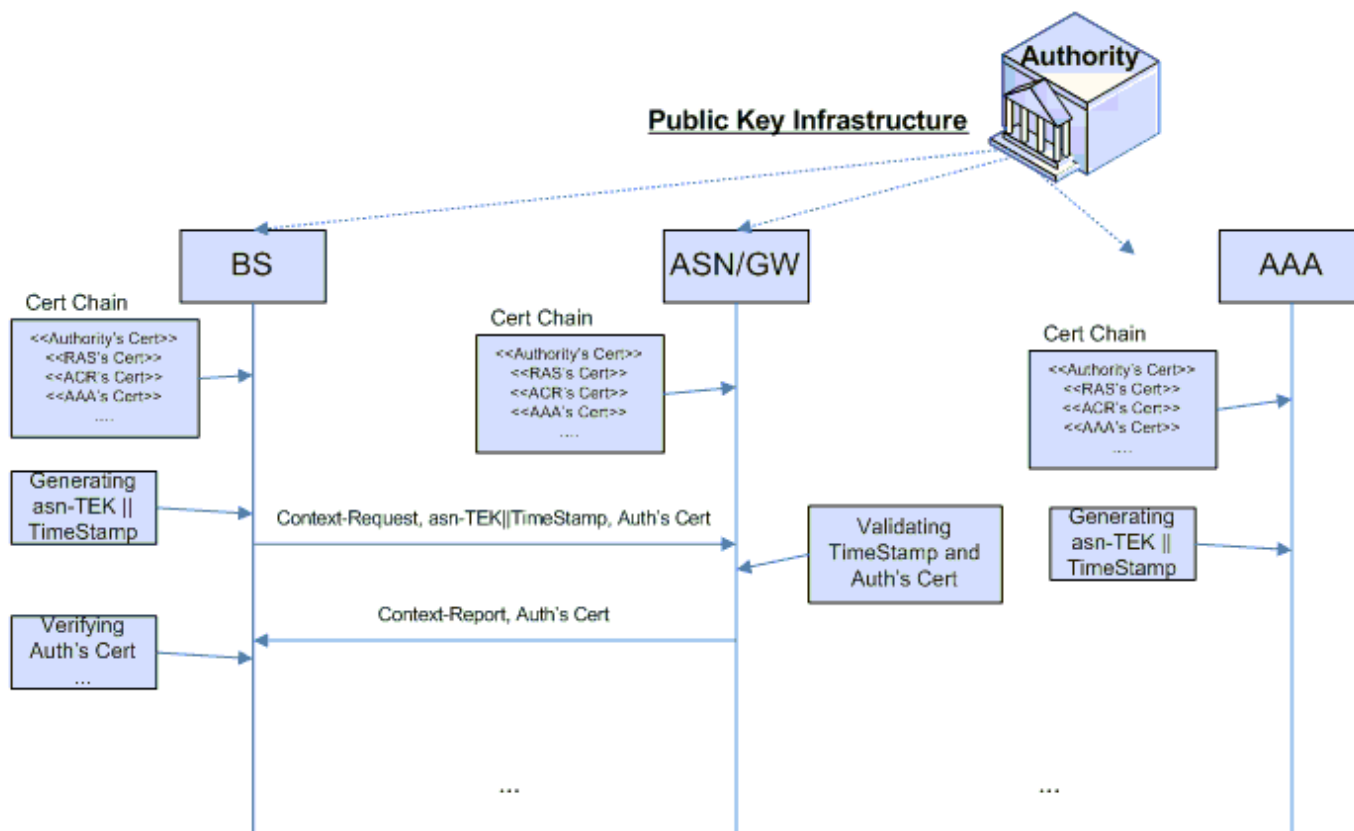 Authority
Public Key Infrastructure
BS
ASN/GW
AAA
Cert Chain
<<Authority's Cert>>
<<RAS's Cert>>
<<ACR's Cert>>
<<AAA's Cert>>
....
Cert Chain
<<Authority's Cert>>
<<RAS's Cert>>
<<ACR's Cert>>
<<AAA's Cert>>
....
Cert Chain
<<Authority's Cert>>
<<RAS's Cert>>
<<ACR's Cert>>
<<AAA's Cert>>
....
Generating
asn-TEK ||
TimeStamp
Context-Request, asn-TEK||TimeStamp, Auth's Cert
Validating
TimeStamp and
Auth's Cert
Generating
asn-TEK ||
TimeStamp
Context-Report, Auth's Cert
Verifying
Auth's Cert
...
...
...